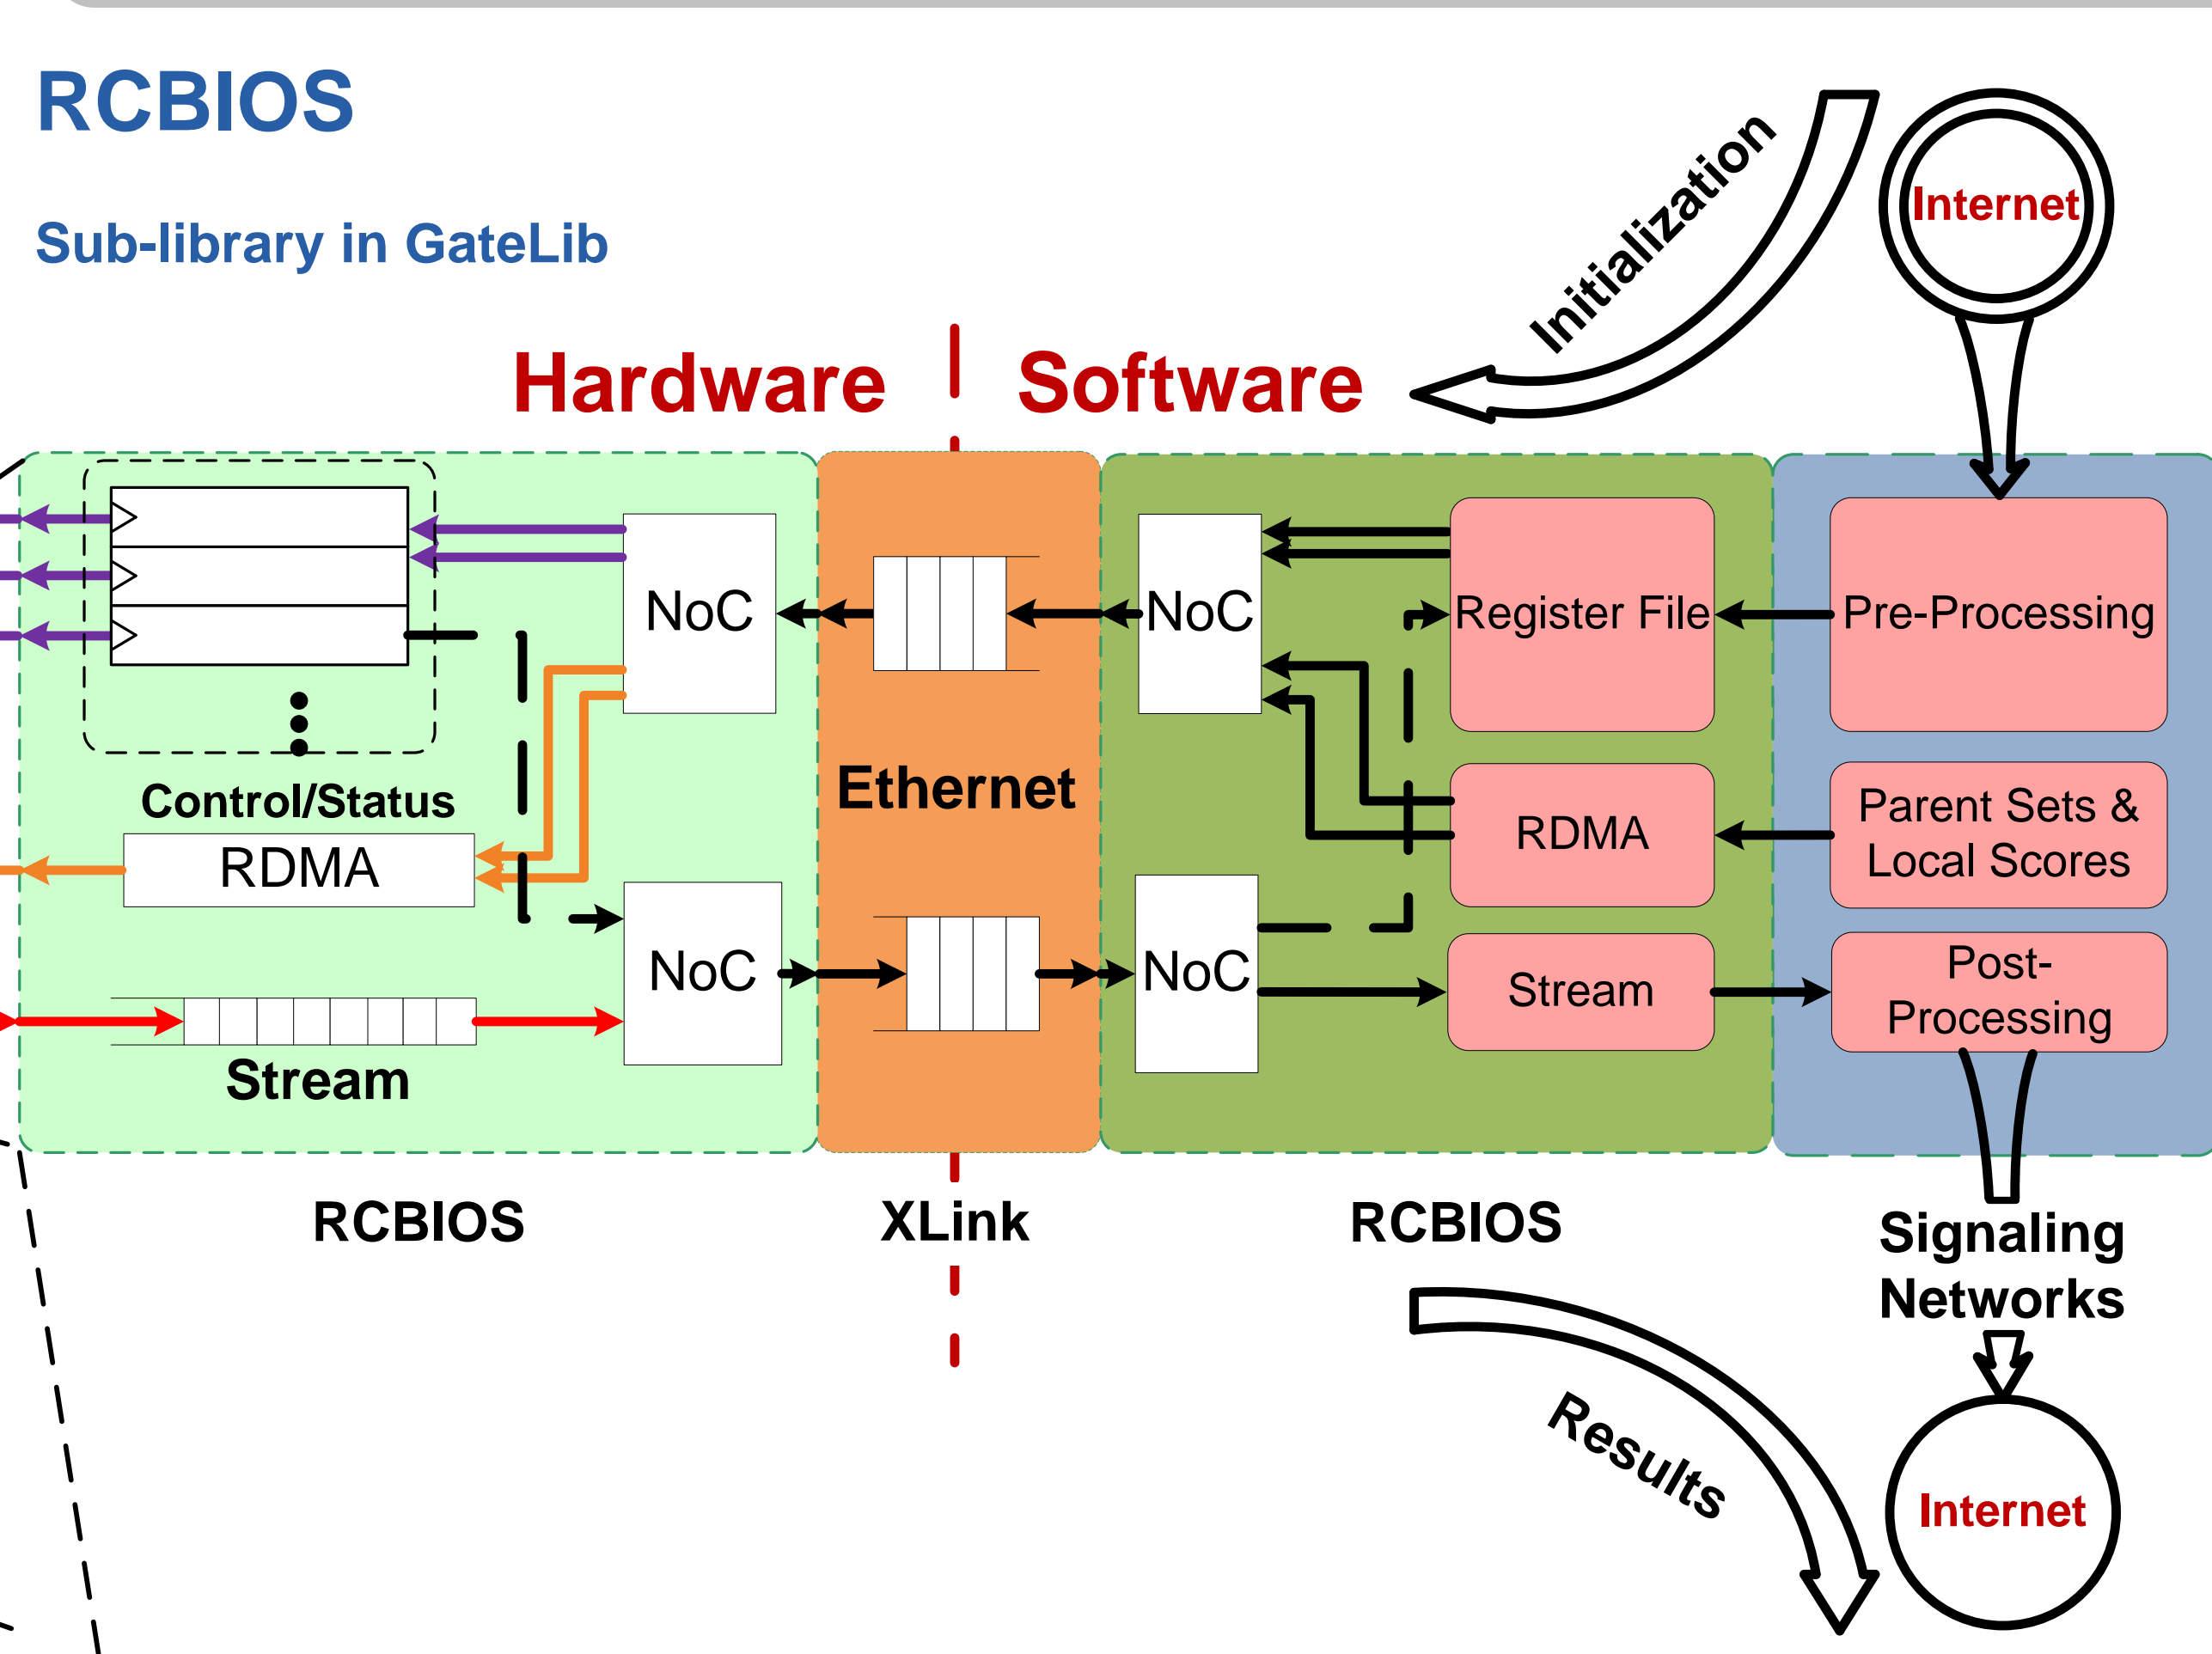 RCBIOS
Sub-library in GateLib
Initialization
Internet
Hardware
Software
NoC
NoC
Register File
Pre-Processing
Control/Status
Ethernet
RDMA
RDMA
Parent Sets &
Local Scores
NoC
NoC
Stream
Post-
Processing
Stream
RCBIOS
XLink
RCBIOS
Signaling
Networks
Results
Internet